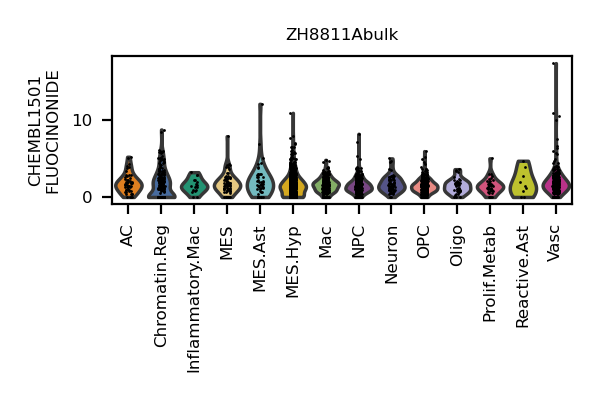 ZH8811Abulk
CHEMBL1501
FLUOCINONIDE
10
0
AC
Chromatin.Reg
Inflammatory.Mac
MES
MES.Ast
MES.Hyp
Mac
NPC
Neuron
OPC
Oligo
Prolif.Metab
Reactive.Ast
Vasc